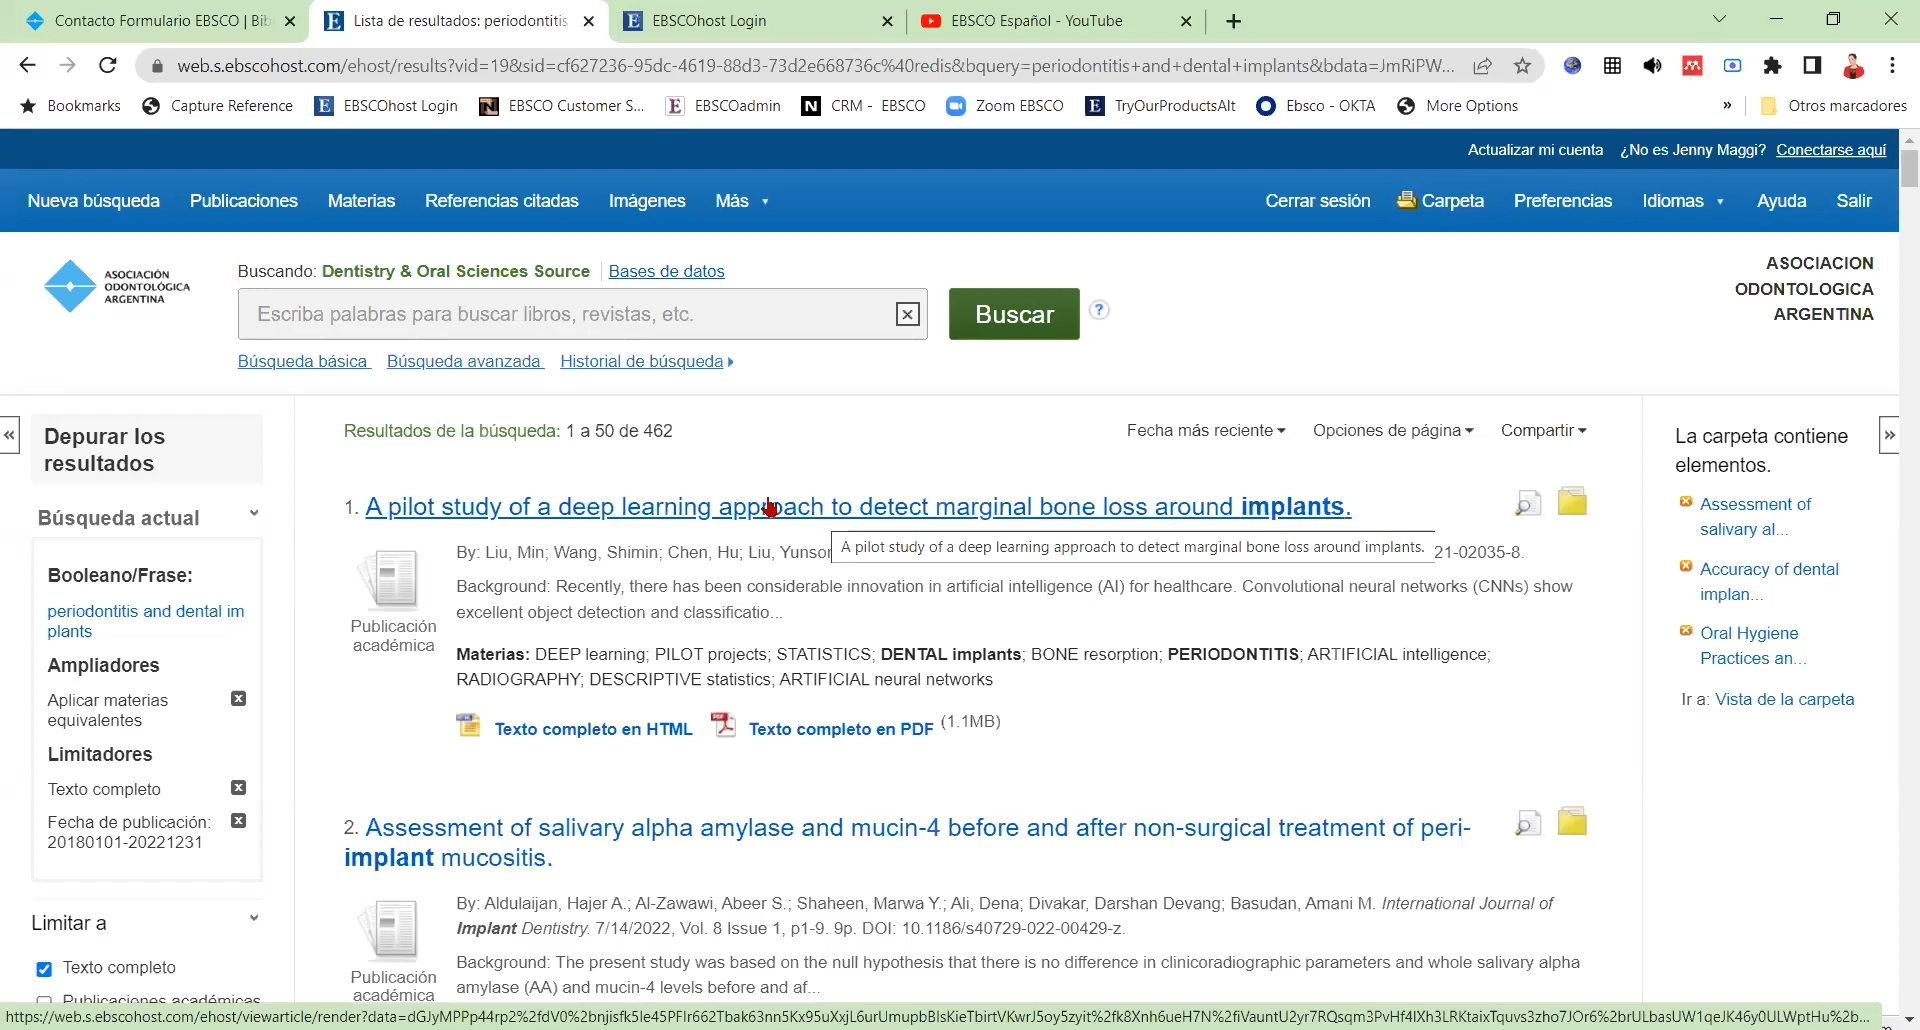 Contacto Formulario EBSCO | Bib
Lista de resultados: periodontitis
EBSCOhost Login
EBSCO Español - YouTube
web.s.ebscohost.com/ehost/results?vid=19&sid=cf627236-95dc-4619-88d3-73d2e668736c%40redis&bquery=periodontitis+and+dental+implants&bdata=JmRiPW...
Bookmarks
Capture Reference
EBSCOhost Login
EBSCO Customer S...
EBSCOadmin
CRM - EBSCO
Zoom EBSCO
TryOurProductsAlt
Ebsco - OKTA
More Options
»
Otros marcadores
Actualizar mi cuenta ¿No es Jenny Maggi? Conectarse aquí
Nueva búsqueda Publicaciones Materias Referencias citadas Imágenes Más
Cerrar sesión Carpeta Preferencias Idiomas Ayuda Salir
ASOCIACIÓN
ODONTOLÓGICA
ARGENTINA
Buscando: Dentistry & Oral Sciences Source Bases de datos
Escriba palabras para buscar libros, revistas, etc.
Buscar
?
Búsqueda básica Búsqueda avanzada Historial de búsqueda
ASOCIACION
ODONTOLOGICA
ARGENTINA
«
Depurar los
resultados
Búsqueda actual
Booleano/Frase:
periodontitis and dental im
plants
Ampliadores
Aplicar materias
equivalentes
Limitadores
Texto completo
Fecha de publicación:
20180101-20221231
Limitar a
Texto completo
Publicaciones académicas
Resultados de la búsqueda: 1 a 50 de 462
Fecha más reciente Opciones de página Compartir
1. A pilot study of a deep learning approach to detect marginal bone loss around implants.
By: Liu, Min; Wang, Shimin; Chen, Hu; Liu, Yunson
A pilot study of a deep learning approach to detect marginal bone loss around implants.
21-02035-8.
Background: Recently, there has been considerable innovation in artificial intelligence (AI) for healthcare. Convolutional neural networks (CNNs) show
excellent object detection and classificatio...
Publicación
académica
Materias: DEEP learning; PILOT projects; STATISTICS; DENTAL implants; BONE resorption; PERIODONTITIS; ARTIFICIAL intelligence;
RADIOGRAPHY; DESCRIPTIVE statistics; ARTIFICIAL neural networks
Texto completo en HTML Texto completo en PDF (1.1MB)
2. Assessment of salivary alpha amylase and mucin-4 before and after non-surgical treatment of peri-
implant mucositis.
By: Aldulaijan, Hajer A.; Al-Zawawi, Abeer S.; Shaheen, Marwa Y.; Ali, Dena; Divakar, Darshan Devang; Basudan, Amani M. International Journal of
Implant Dentistry. 7/14/2022, Vol. 8 Issue 1, p1-9. 9p. DOI: 10.1186/s40729-022-00429-z.
Background: The present study was based on the null hypothesis that there is no difference in clinicoradiographic parameters and whole salivary alpha
amylase (AA) and mucin-4 levels before and af...
Publicación
académica
»
La carpeta contiene
elementos.
Assessment of
salivary al...
Accuracy of dental
implan...
Oral Hygiene
Practices an...
Ir a: Vista de la carpeta